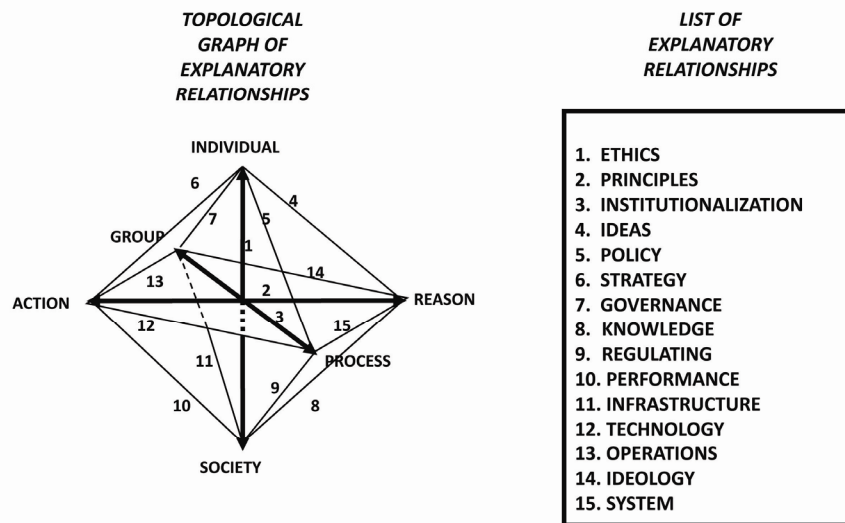 TOPOLOGICAL
GRAPH OF
EXPLANATORY
RELATIONSHIPS
INDIVIDUAL
6
4
7
5
GROUP
1
14
13
2
ACTION
REASON
12
3
15
PROCESS
11
9
10
8
SOCIETY
LIST OF
EXPLANATORY
RELATIONSHIPS
1. ETHICS
2. PRINCIPLES
3. INSTITUTIONALIZATION
4. IDEAS
5. POLICY
6. STRATEGY
7. GOVERNANCE
8. KNOWLEDGE
9. REGULATING
10. PERFORMANCE
11. INFRASTRUCTURE
12. TECHNOLOGY
13. OPERATIONS
14. IDEOLOGY
15. SYSTEM